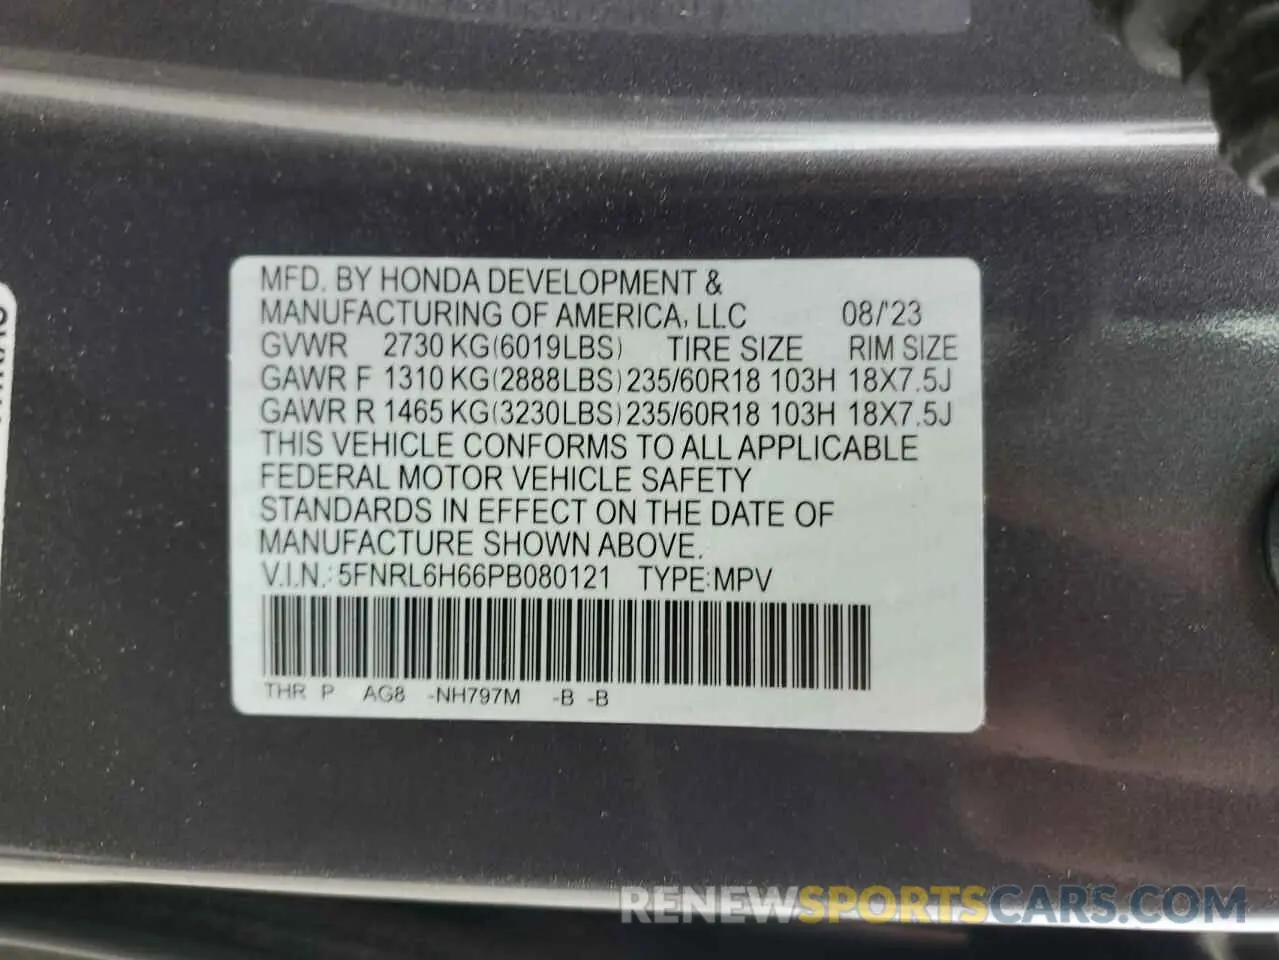 MFD. BY HONDA DEVELOPMENT &
MANUFACTURING OF AMERICA, LLC 08/'23
GVWR 2730 KG(6019LBS) TIRE SIZE RIM SIZE
GAWR F 1310 KG(2888LBS) 235/60R18 103H 18X7.5J
GAWR R 1465 KG(3230LBS) 235/60R18 103H 18X7.5J
THIS VEHICLE CONFORMS TO ALL APPLICABLE
FEDERAL MOTOR VEHICLE SAFETY
STANDARDS IN EFFECT ON THE DATE OF
MANUFACTURE SHOWN ABOVE.
V.I.N.: 5FNRL6H66PB080121 TYPE:MPV
THR P AG8 -NH797M -B -B
RENEWSPORTSCARS.COM